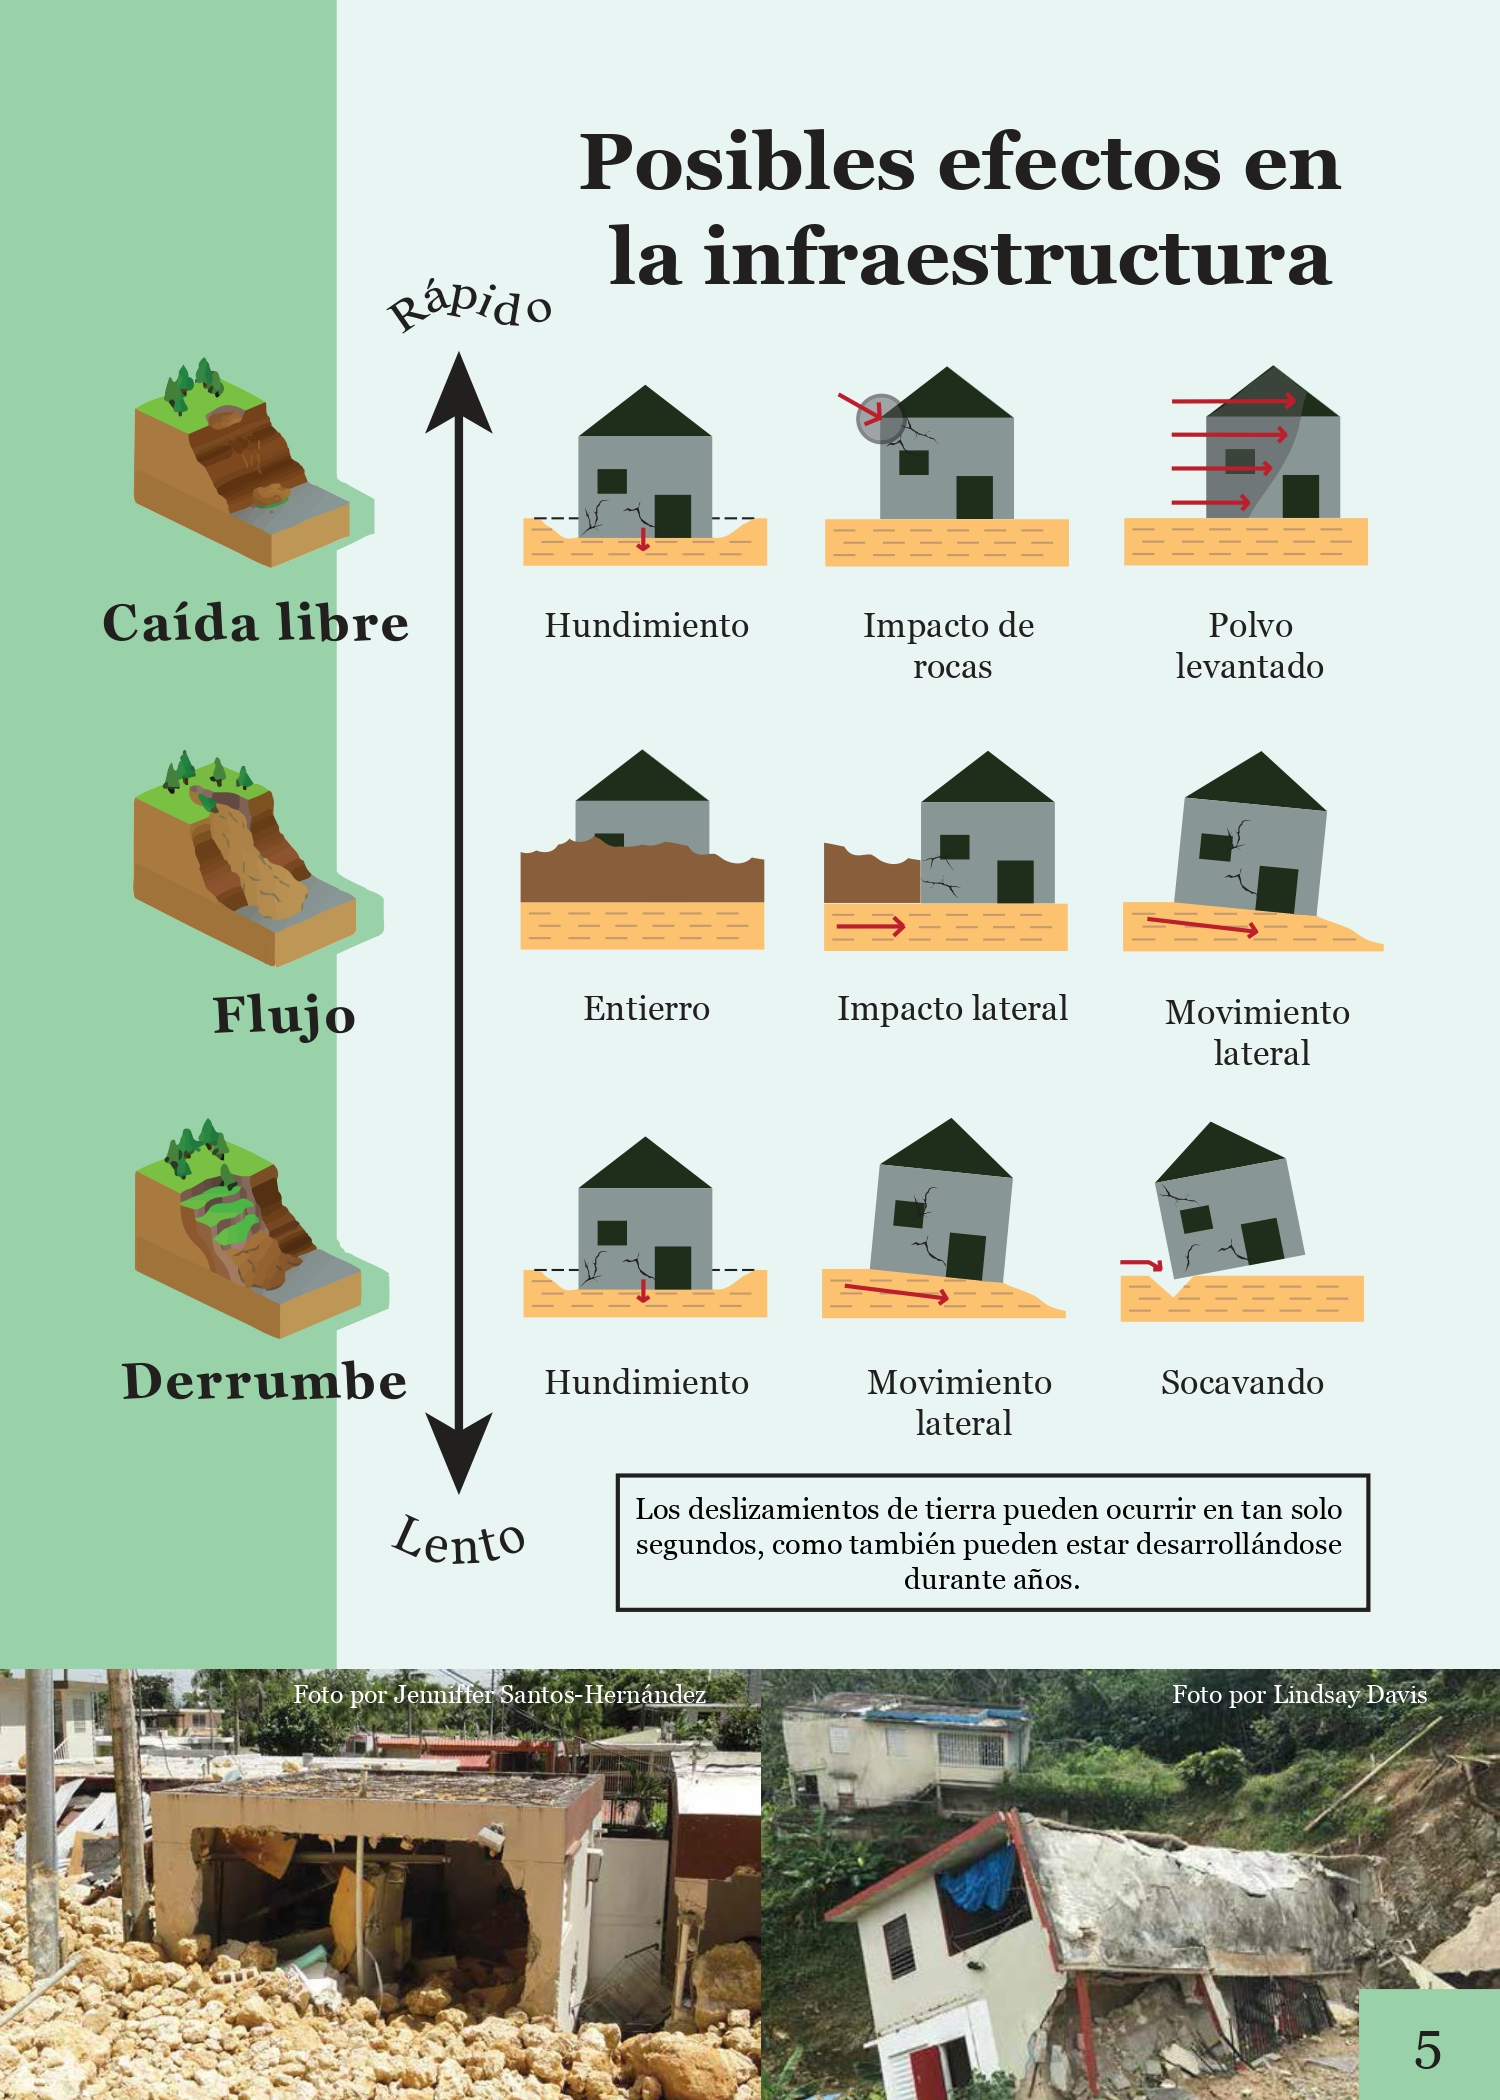 Posibles efectos en
la infraestructura
Rápido
Caída libre
Hundimiento
Impacto de
rocas
Polvo
levantado
Flujo
Entierro
Impacto lateral
Movimiento
lateral
Derrumbe
Hundimiento
Movimiento
lateral
Socavando
Lento
Los deslizamientos de tierra pueden ocurrir en tan solo
segundos, como también pueden estar desarrollándose
durante años.
Foto por Jenniffer Santos-Hernández
Foto por Lindsay Davis
5